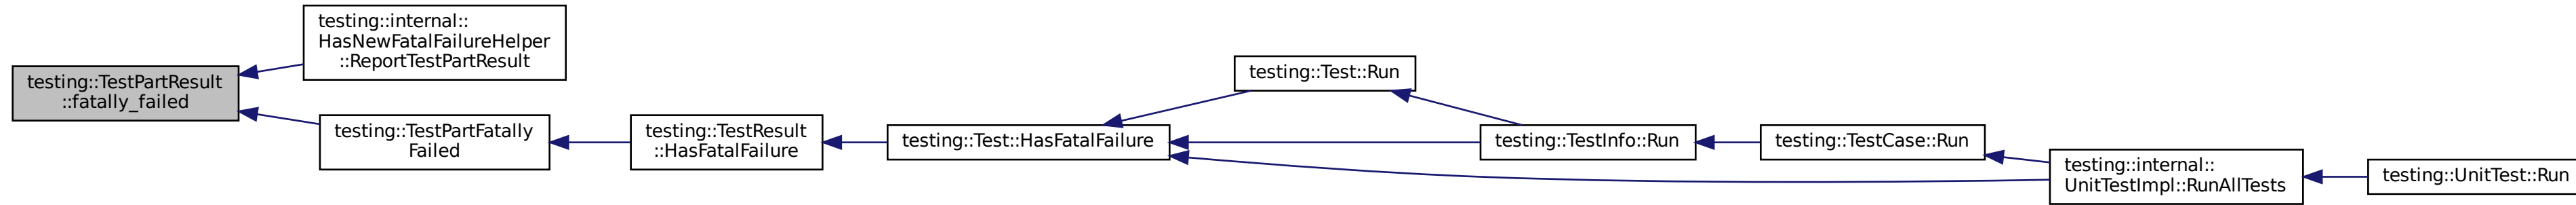 testing::TestPartResult
::fatally_failed
testing::internal::
HasNewFatalFailureHelper
::ReportTestPartResult
testing::TestPartFatally
Failed
testing::TestResult
::HasFatalFailure
testing::Test::HasFatalFailure
testing::Test::Run
testing::TestInfo::Run
testing::TestCase::Run
testing::internal::
UnitTestImpl::RunAllTests
testing::UnitTest::Run